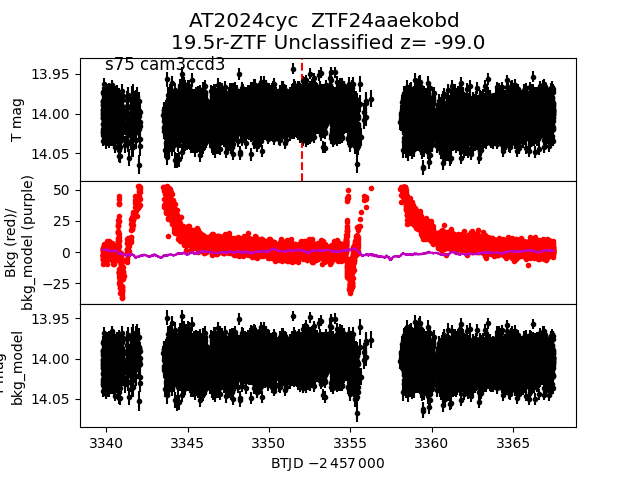 AT2024cyc  ZTF24aaekobd
19.5r-ZTF Unclassified z= -99.0
s75 cam3ccd3
13.95
14.00
14.05
T mag
50
25
0
−25
Bkg (red)/
bkg_model (purple)
13.95
14.00
14.05
bkg_model
3340
3345
3350
3355
3360
3365
BTJD −2 457 000